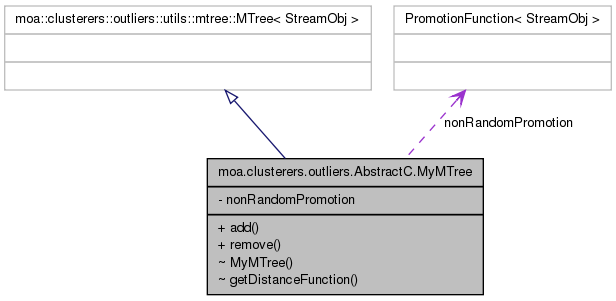 moa::clusterers::outliers::utils::mtree::MTree< StreamObj >
PromotionFunction< StreamObj >
nonRandomPromotion
moa.clusterers.outliers.AbstractC.MyMTree
- nonRandomPromotion
+ add()
+ remove()
~ MyMTree()
~ getDistanceFunction()